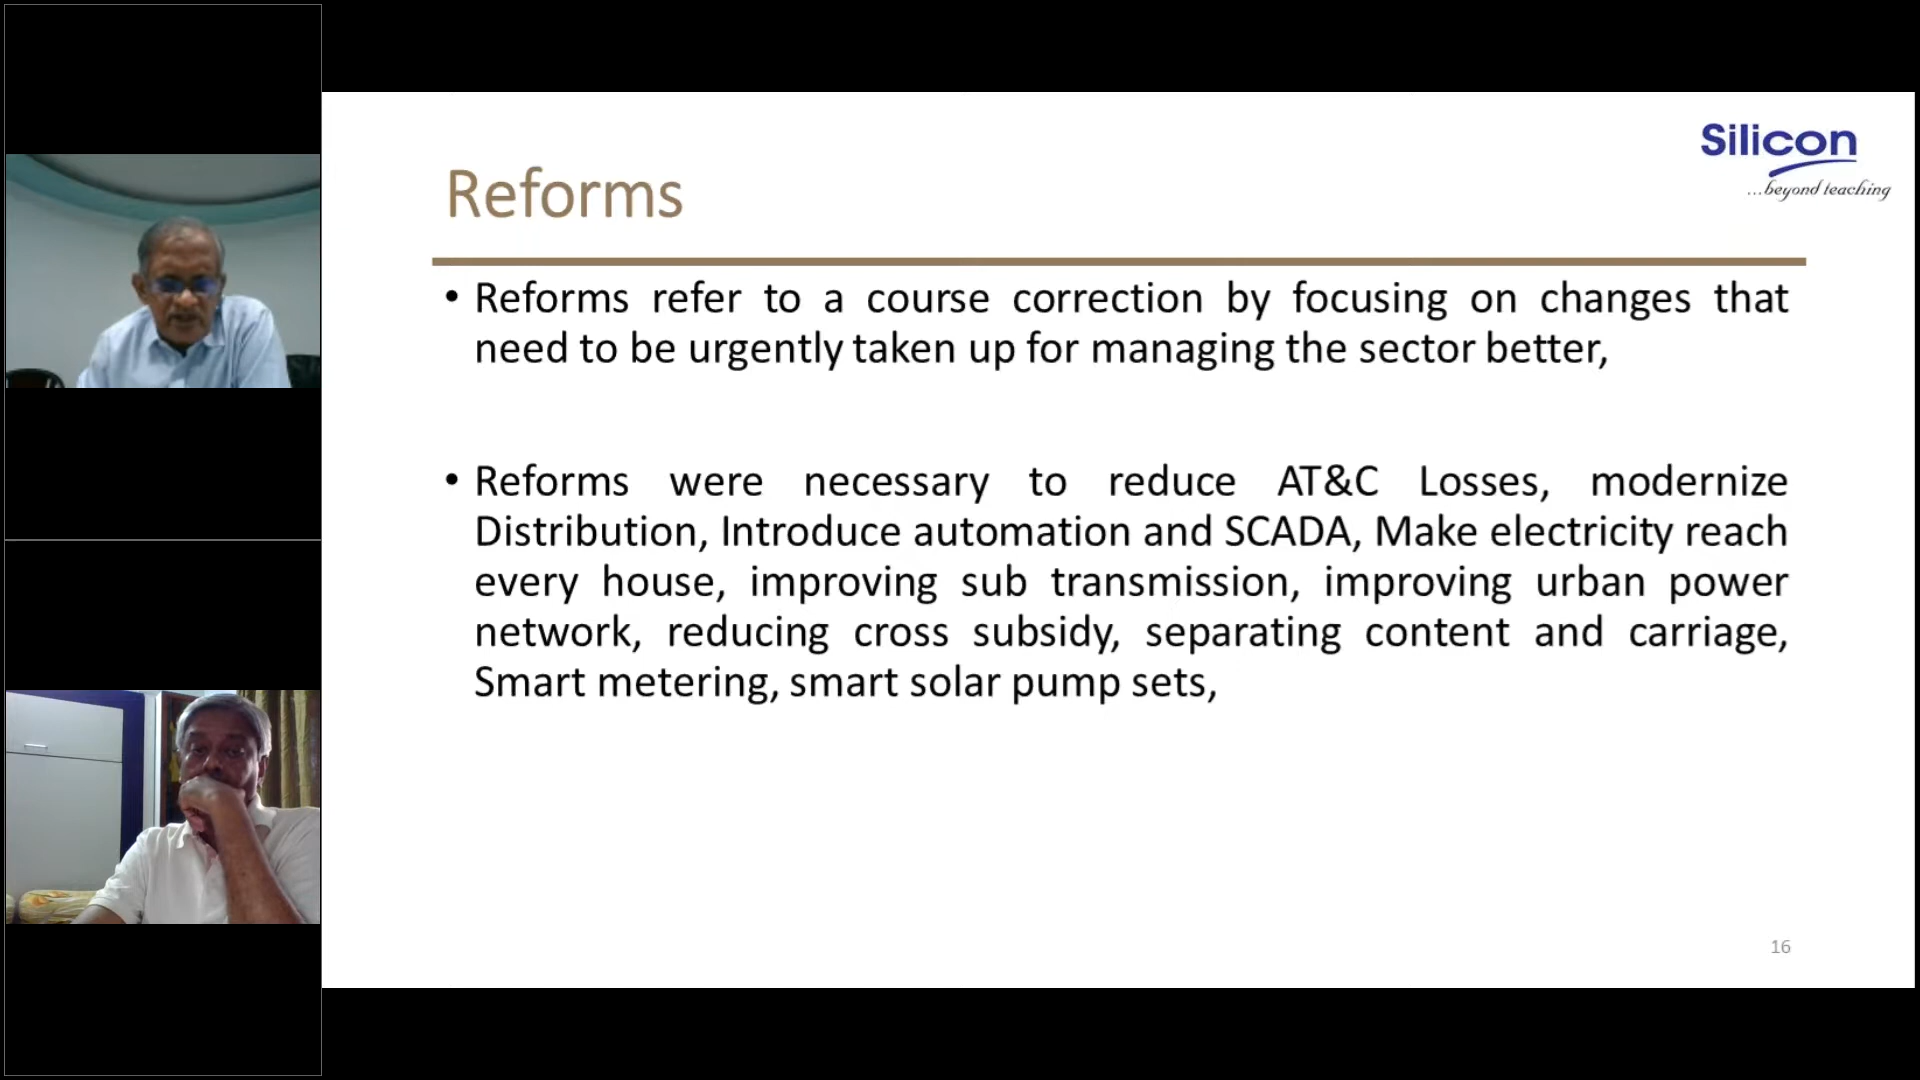 Silicon
...beyond teaching
Reforms
• Reforms refer to a course correction by focusing on changes that
need to be urgently taken up for managing the sector better,
• Reforms were necessary to reduce AT&C Losses, modernize
Distribution, Introduce automation and SCADA, Make electricity reach
every house, improving sub transmission, improving urban power
network, reducing cross subsidy, separating content and carriage,
Smart metering, smart solar pump sets,
16